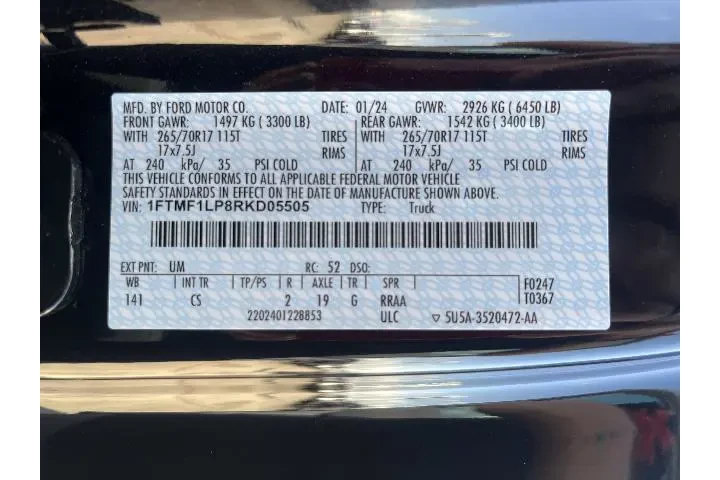 MFD. BY FORD MOTOR CO. DATE: 01/24 GVWR: 2926 KG ( 6450 LB)
FRONT GAWR: 1497 KG ( 3300 LB) REAR GAWR: 1542 KG ( 3400 LB)
WITH 265/70R17 115T TIRES WITH 265/70R17 115T TIRES
17x7.5J RIMS 17x7.5J RIMS
AT 240 kPa/ 35 PSI COLD AT 240 kPa/ 35 PSI COLD
THIS VEHICLE CONFORMS TO ALL APPLICABLE FEDERAL MOTOR VEHICLE
SAFETY STANDARDS IN EFFECT ON THE DATE OF MANUFACTURE SHOWN ABOVE.
VIN: 1FTMF1LP8RKD05505 TYPE: Truck
EXT PNT: UM RC: 52 DSO:
WB INT TR TP/PS R AXLE TR SPR F0247
141 CS 2 19 G RRAA T0367
2202401228853 ULC 5U5A-3520472-AA